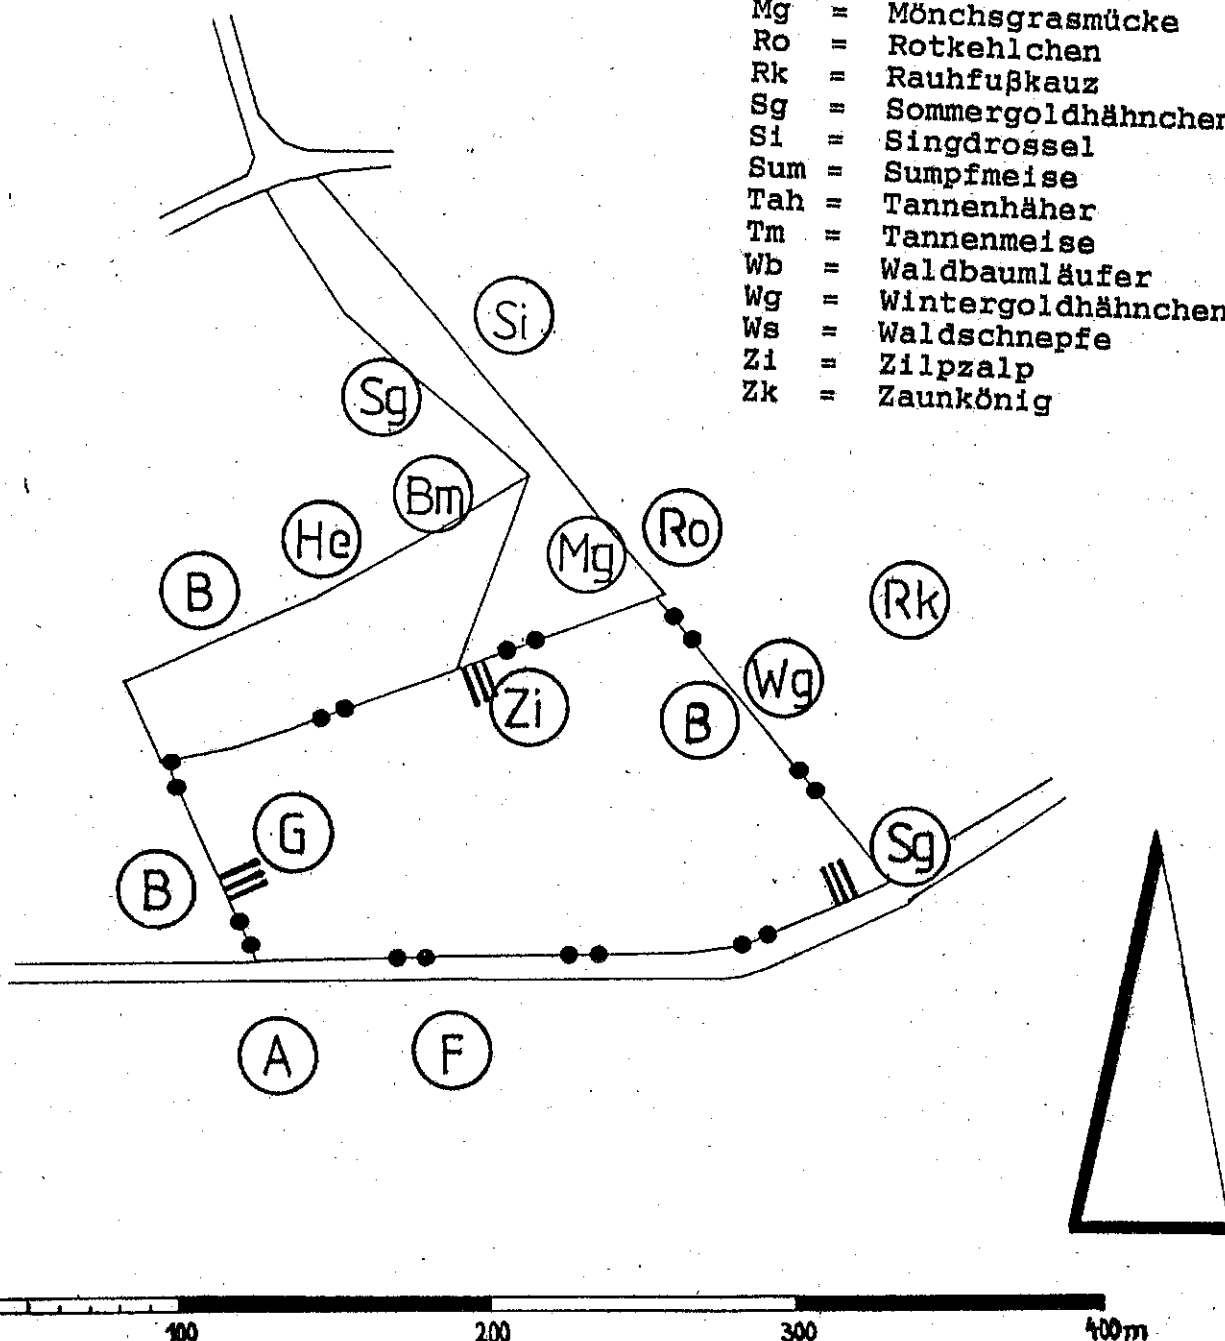 Mg = Mönchsgrasmücke
Ro = Rotkehlchen
Rk = Rauhfußkauz
Sg = Sommergoldhähnchen
Si = Singdrossel
Sum = Sumpfmeise
Tah = Tannenhäher
Tm = Tannenmeise
Wb = Waldbaumläufer
Wg = Wintergoldhähnchen
Ws = Waldschnepfe
Zi = Zilpzalp
Zk = Zaunkönig
Si
Sg
Bm
He
Mg
Ro
B
Rk
Wg
Zi
B
G
Sg
B
A
F
100 200 300 400m